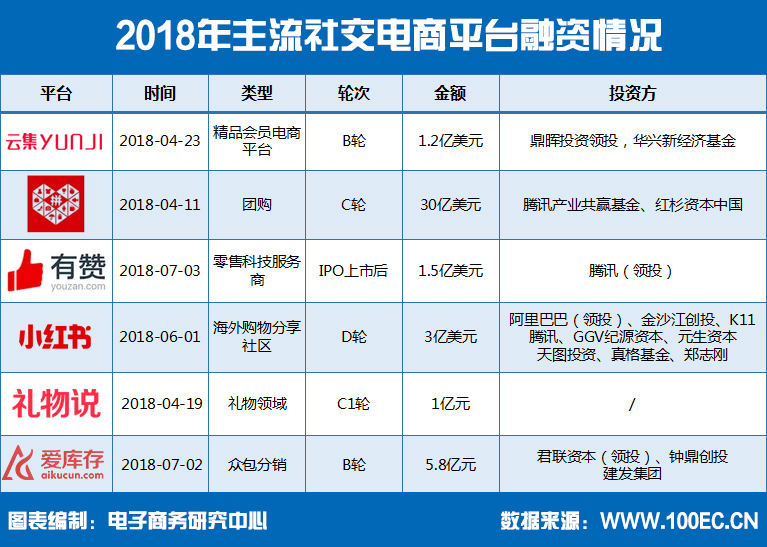 2018年主流社交电商平台融资情况
平台 时间 类型 轮次 金额 投资方
云集YUNJI 2018-04-23 精品会员电商 B轮 1.2亿美元 鼎晖投资领投，华兴新经济基金
平台
拼 2018-04-11 团购 C轮 30亿美元 腾讯产业共赢基金、红杉资本中国
有赞 2018-07-03 零售科技服务 IPO上市后 1.5亿美元 腾讯（领投）
youzan.com 商
小红书 2018-06-01 海外购物分享 D轮 3亿美元 阿里巴巴（领投）、金沙江创投、K11
社区 腾讯、GGV纪源资本、元生资本
天图投资、真格基金、郑志刚
礼物说 2018-04-19 礼物领域 C1轮 1亿元 /
爱库存 2018-07-02 众包分销 B轮 5.8亿元 君联资本（领投）、钟鼎创投
aikucun.com 建发集团
图表编制：电子商务研究中心 数据来源：WWW.100EC.CN